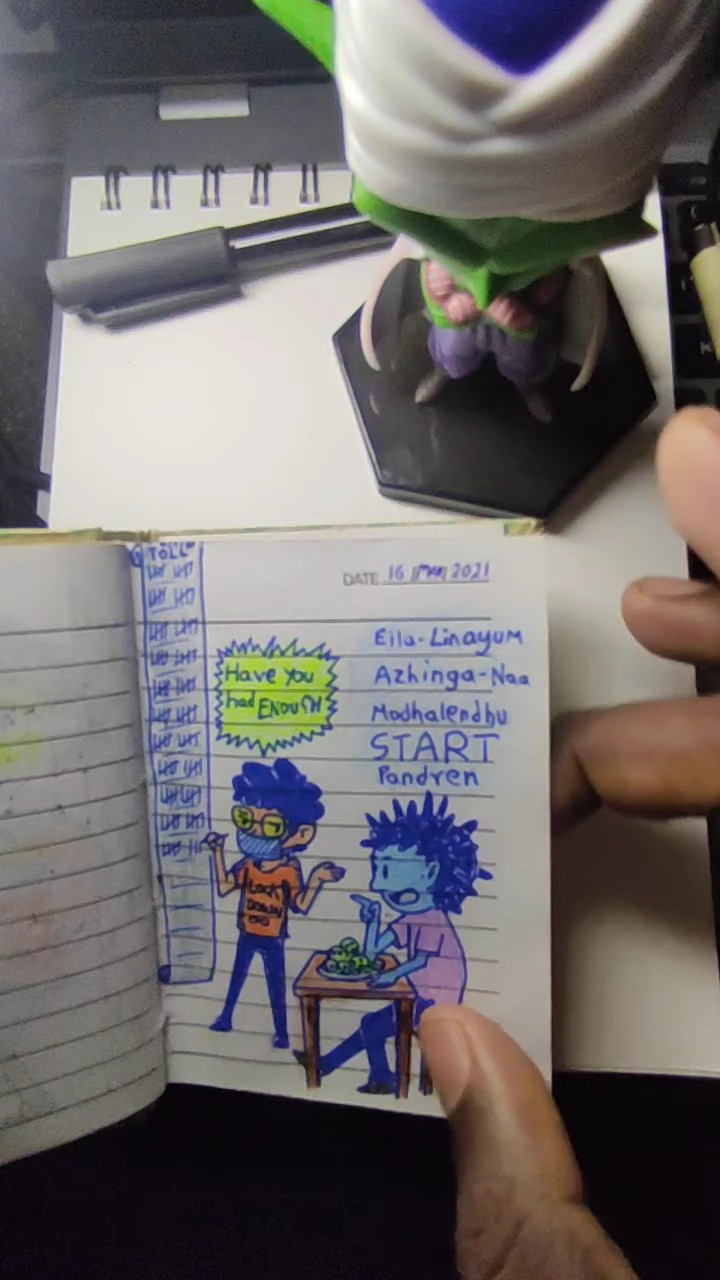 TOLL
DATE 16 May 2021
Have You
had ENOUGH
Ella-Linayum
Azhinga-Naa
Modhalendhu
START
Pandren
LOCK
DOWN